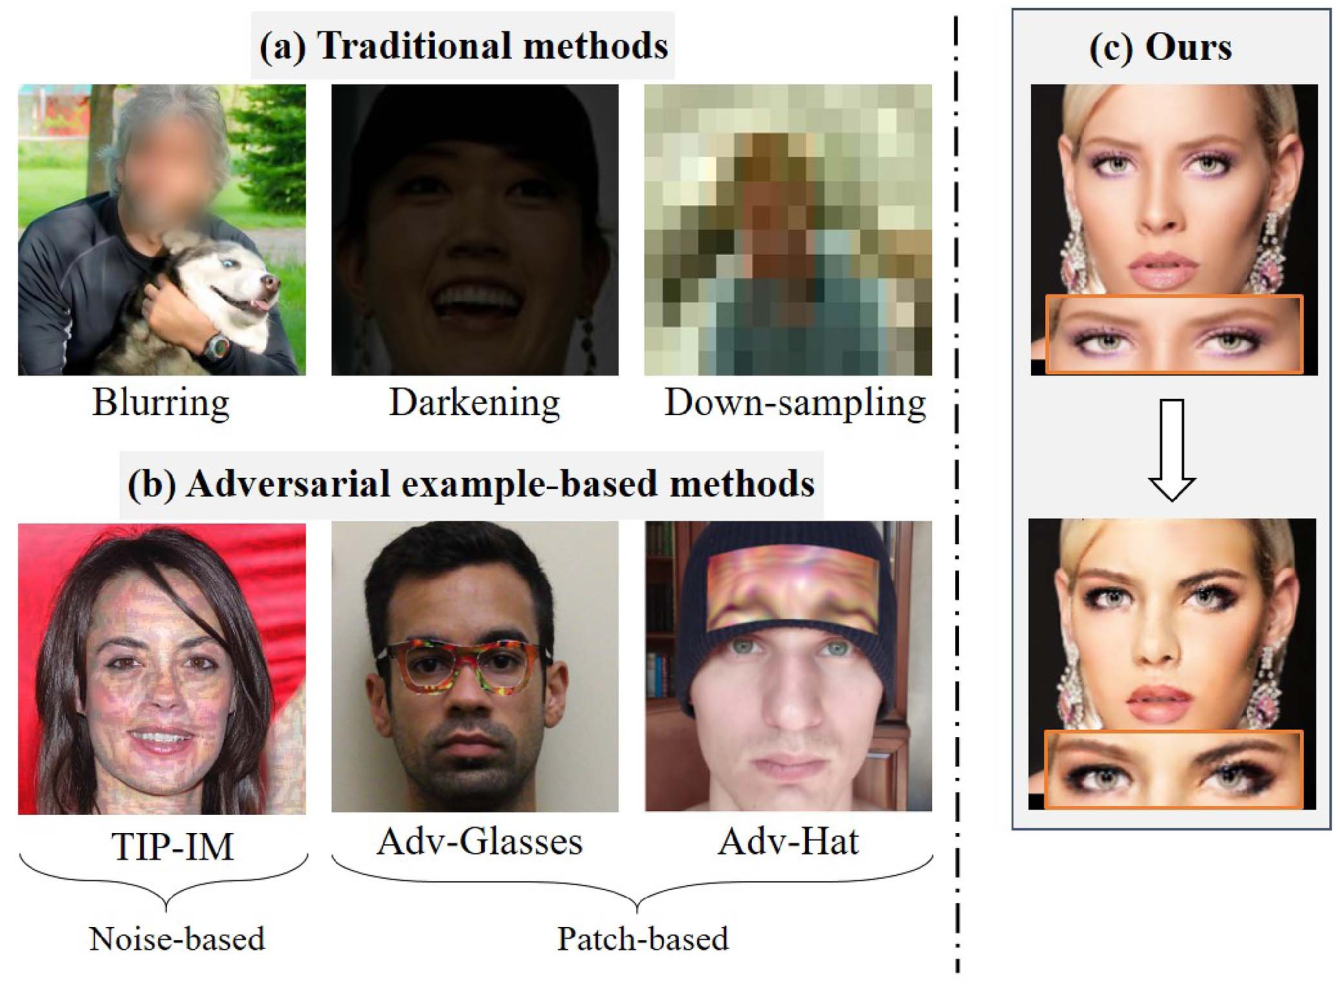 (a) Traditional methods
Blurring
Darkening
Down-sampling
(b) Adversarial example-based methods
TIP-IM
Adv-Glasses
Adv-Hat
Noise-based
Patch-based
(c) Ours